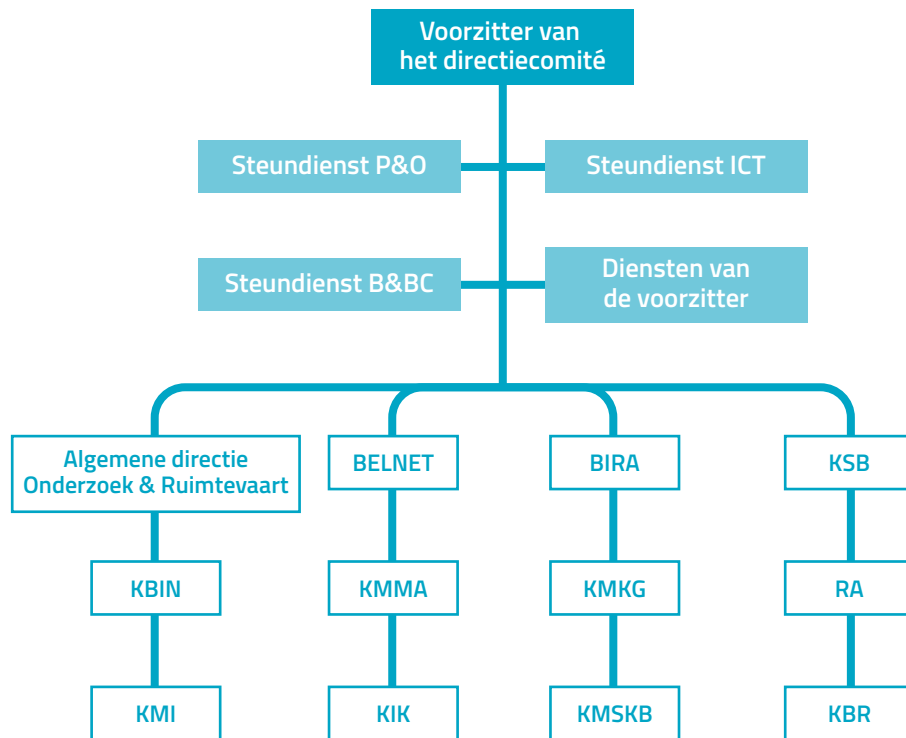 Voorzitter van
het directiecomité
Steundienst P&O
Steundienst ICT
Steundienst B&BC
Diensten van
de voorzitter
Algemene directie
Onderzoek & Ruimtevaart
BELNET
BIRA
KSB
KBIN
KMMA
KMKG
RA
KMI
KIK
KMSKB
KBR